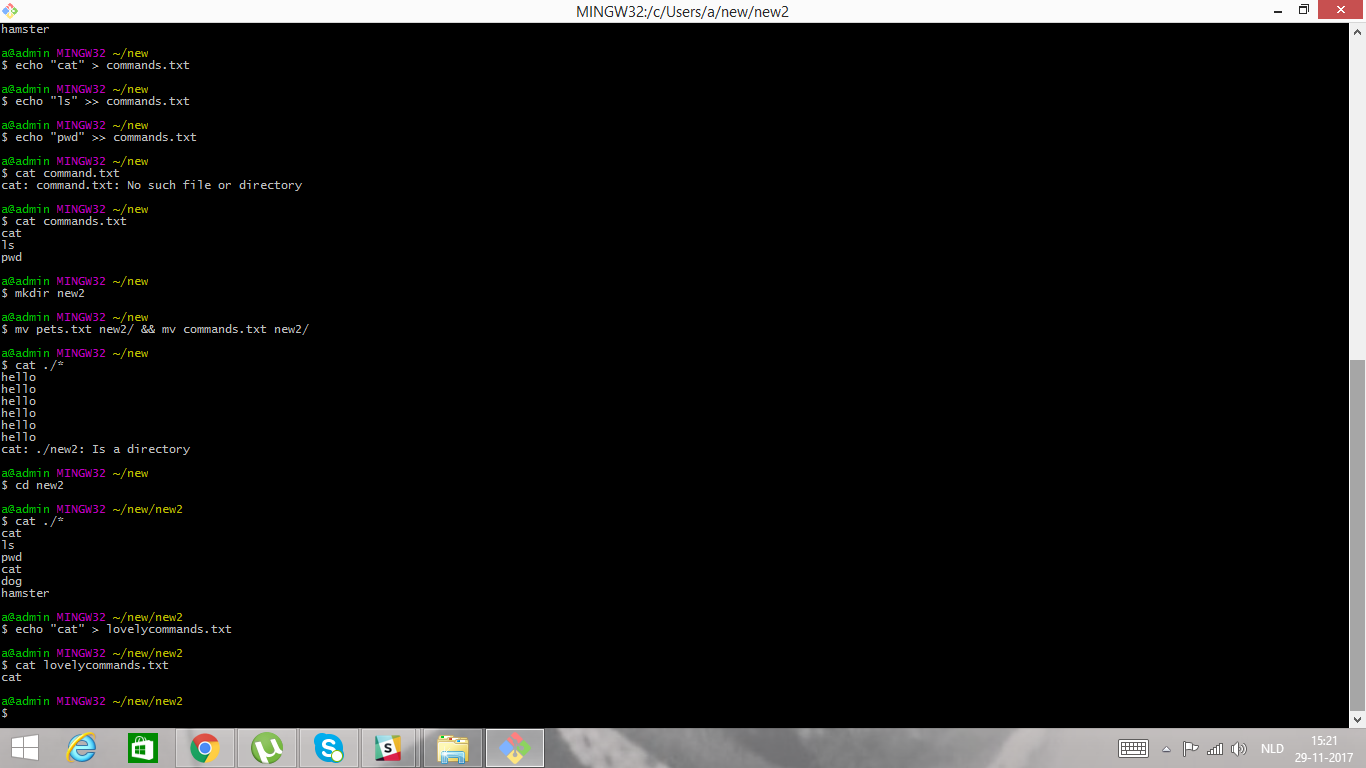 MINGW32:/c/Users/a/new/new2
hamster
a@admin MINGW32 ~/new
$ echo "cat" > commands.txt
a@admin MINGW32 ~/new
$ echo "ls" >> commands.txt
a@admin MINGW32 ~/new
$ echo "pwd" >> commands.txt
a@admin MINGW32 ~/new
$ cat command.txt
cat: command.txt: No such file or directory
a@admin MINGW32 ~/new
$ cat commands.txt
cat
ls
pwd
a@admin MINGW32 ~/new
$ mkdir new2
a@admin MINGW32 ~/new
$ mv pets.txt new2/ && mv commands.txt new2/
a@admin MINGW32 ~/new
$ cat ./*
hello
hello
hello
hello
hello
hello
cat: ./new2: Is a directory
a@admin MINGW32 ~/new
$ cd new2
a@admin MINGW32 ~/new/new2
$ cat ./*
cat
ls
pwd
cat
dog
hamster
a@admin MINGW32 ~/new/new2
$ echo "cat" > lovelycommands.txt
a@admin MINGW32 ~/new/new2
$ cat lovelycommands.txt
cat
a@admin MINGW32 ~/new/new2
$
NLD
15:21
29-11-2017